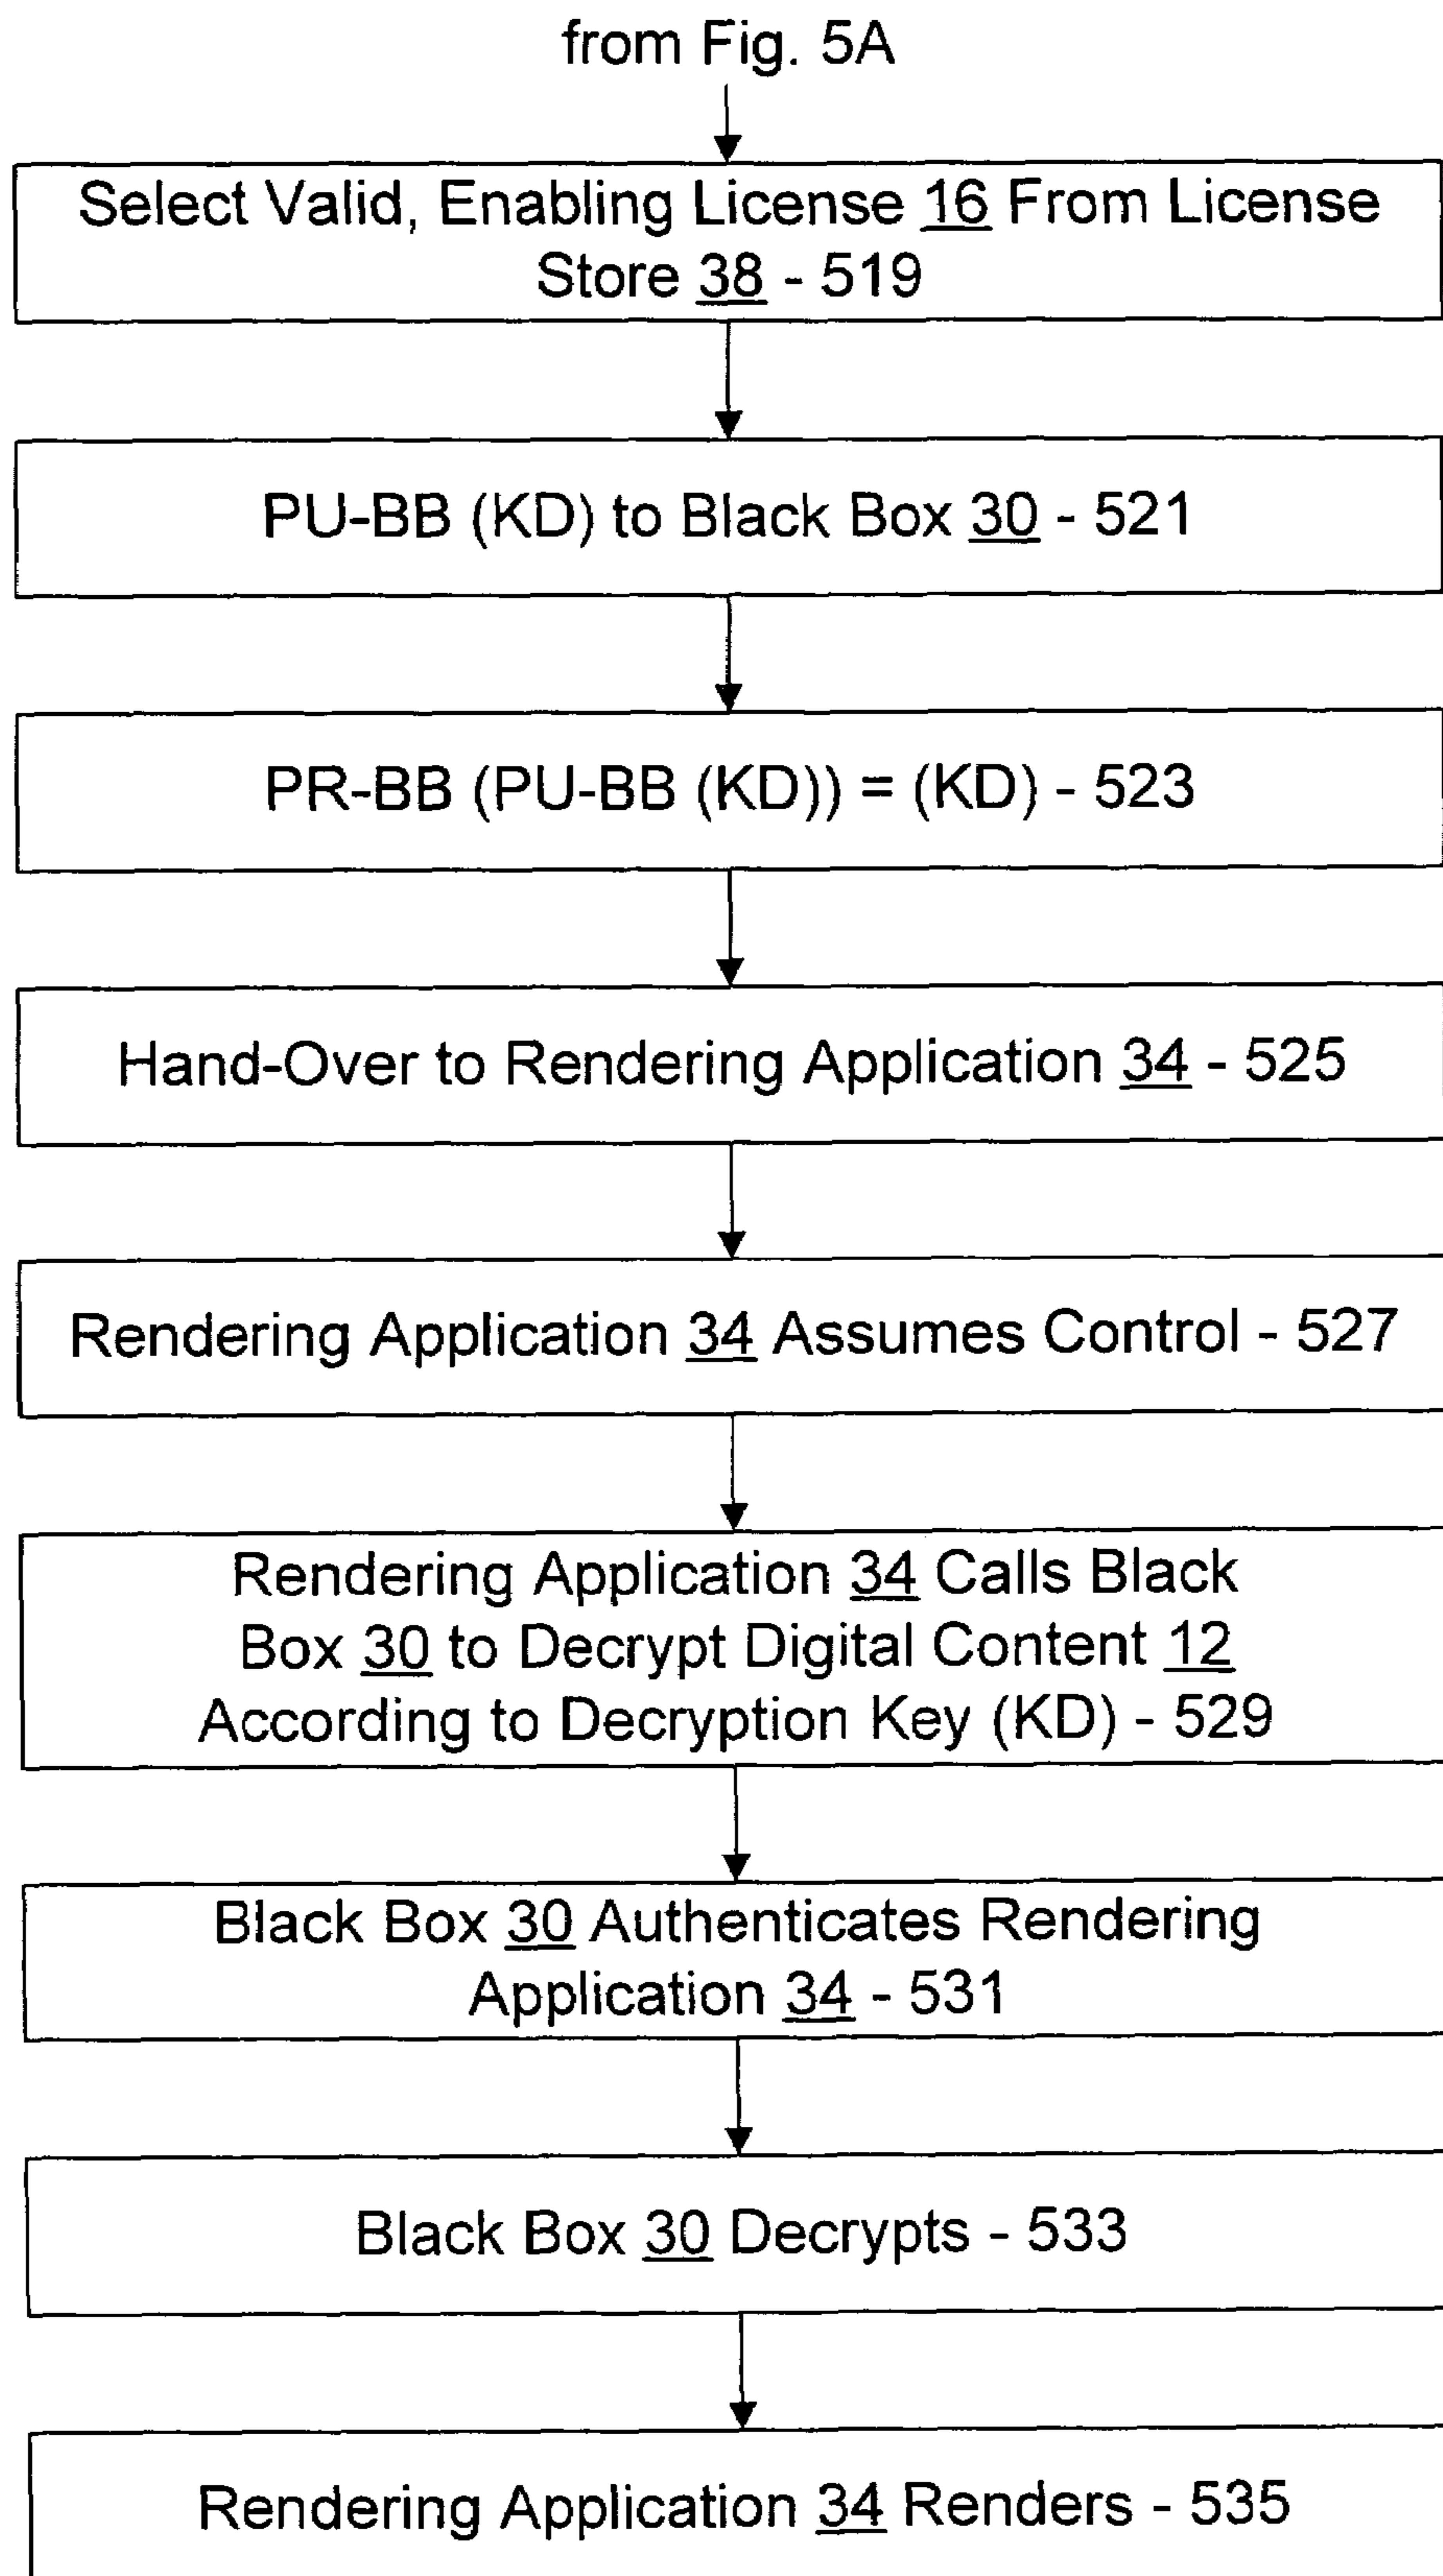 from Fig. 5A
Select Valid, Enabling License 16 From License
Store 38 - 519
PU-BB (KD) to Black Box 30 - 521
PR-BB (PU-BB (KD)) = (KD) - 523
Hand-Over to Rendering Application 34 - 525
Rendering Application 34 Assumes Control - 527
Rendering Application 34 Calls Black
Box 30 to Decrypt Digital Content 12
According to Decryption Key (KD) - 529
Black Box 30 Authenticates Rendering
Application 34 - 531
Black Box 30 Decrypts - 533
Rendering Application 34 Renders - 535